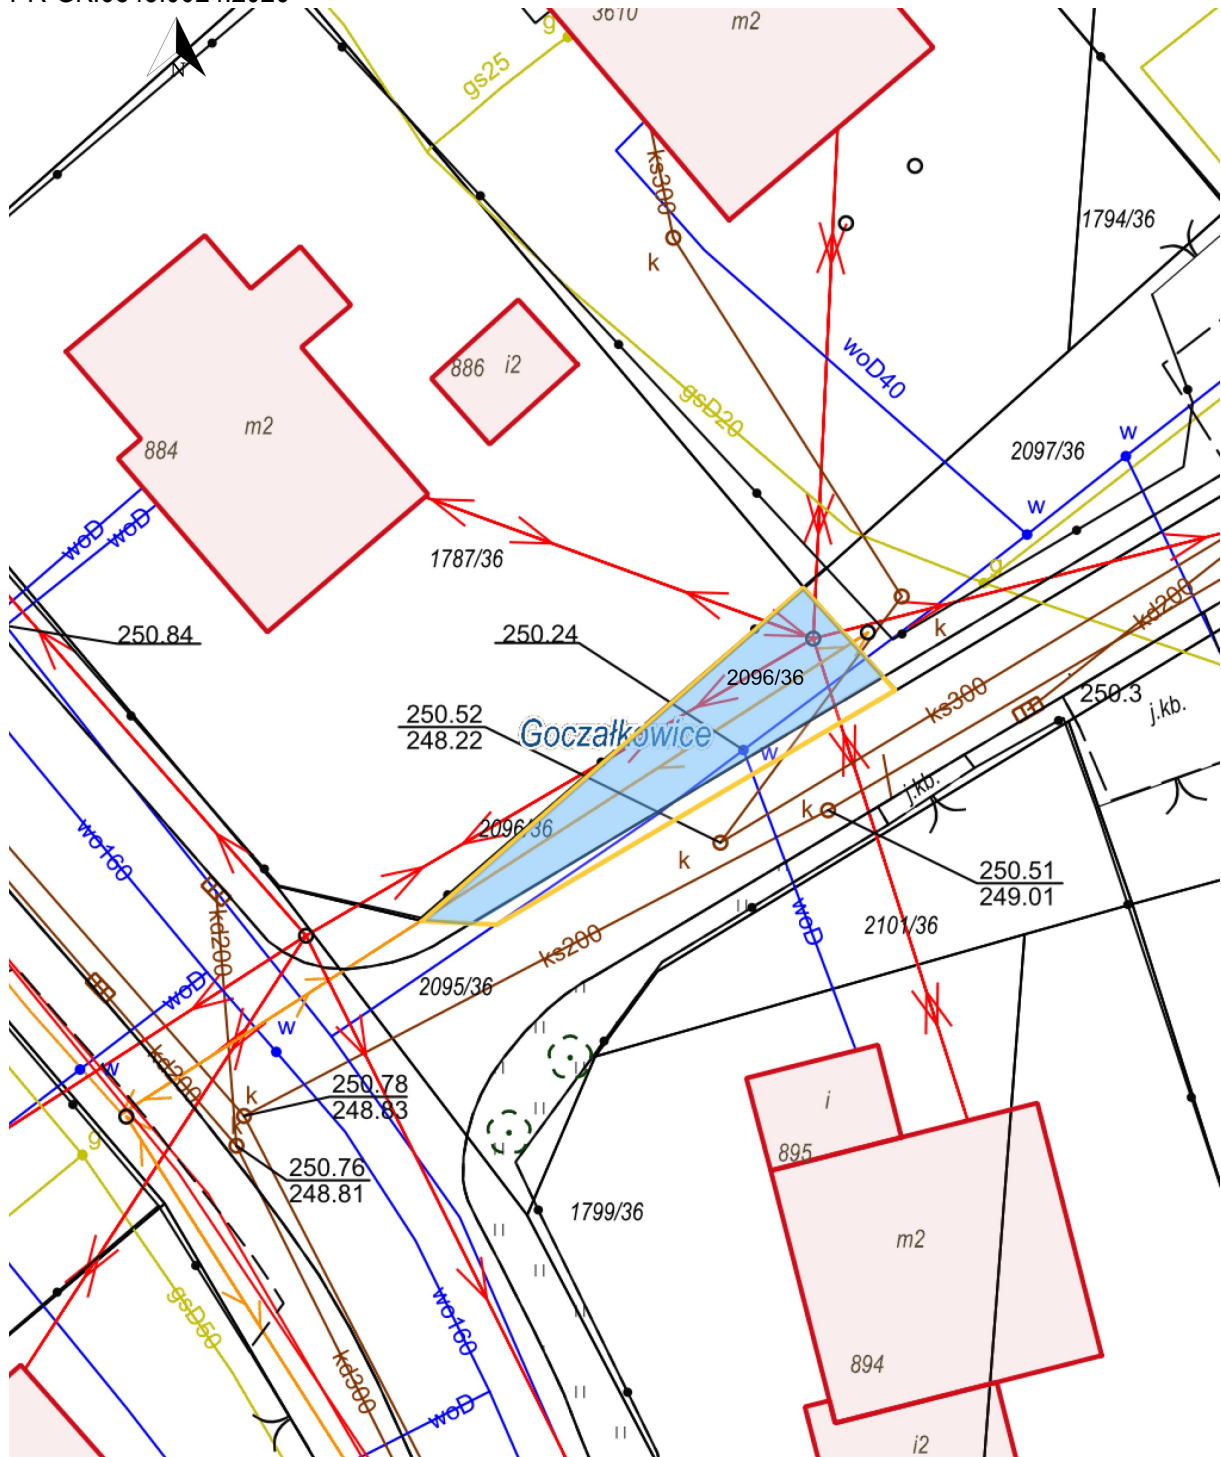 3610
m2
g
gs25
N
ks300
k
1794/36
woD40
gsD20
886 i2
m2
884
2097/36
w
w
woD
woD
1787/36
g
kd200
250.84
250.24
k
2096/36
250.3
j.kb.
ks300
250.52
248.22
Goczałkowice
w
j.kb.
k
2096/36
wo160
k
250.51
249.01
kd200
woD
2101/36
ks200
2095/36
woD
w
w
kd200
k
250.78
248.83
k
g
250.76
248.81
i
895
1799/36
m2
gsD50
wo160
kd300
894
woD
i2